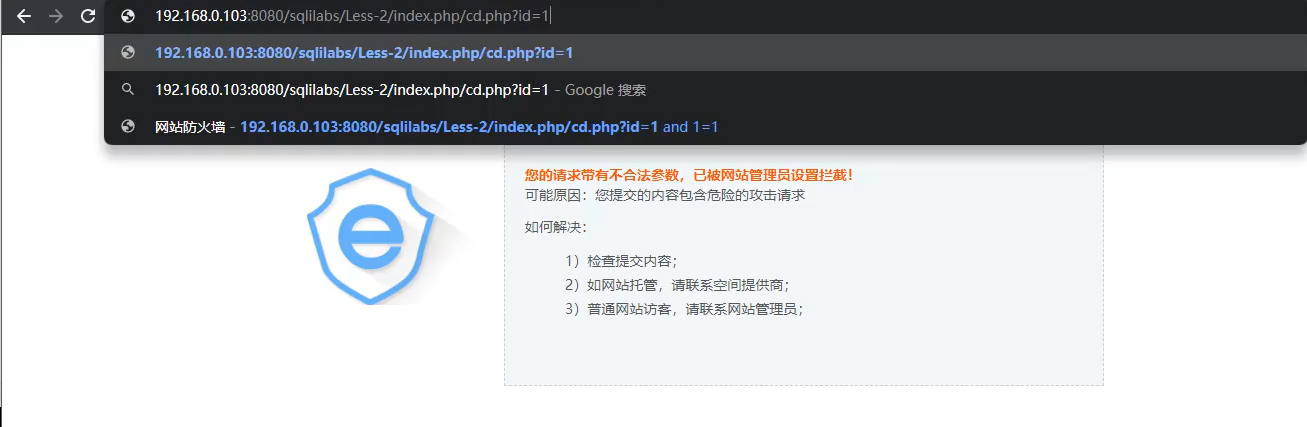 192.168.0.103:8080/sqlilabs/Less-2/index.php/cd.php?id=1
192.168.0.103:8080/sqlilabs/Less-2/index.php/cd.php?id=1
192.168.0.103:8080/sqlilabs/Less-2/index.php/cd.php?id=1 - Google 搜索
网站防火墙 - 192.168.0.103:8080/sqlilabs/Less-2/index.php/cd.php?id=1 and 1=1
您的请求带有不合法参数，已被网站管理员设置拦截！
可能原因：您提交的内容包含危险的攻击请求
如何解决：
1）检查提交内容；
2）如网站托管，请联系空间提供商；
3）普通网站访客，请联系网站管理员；